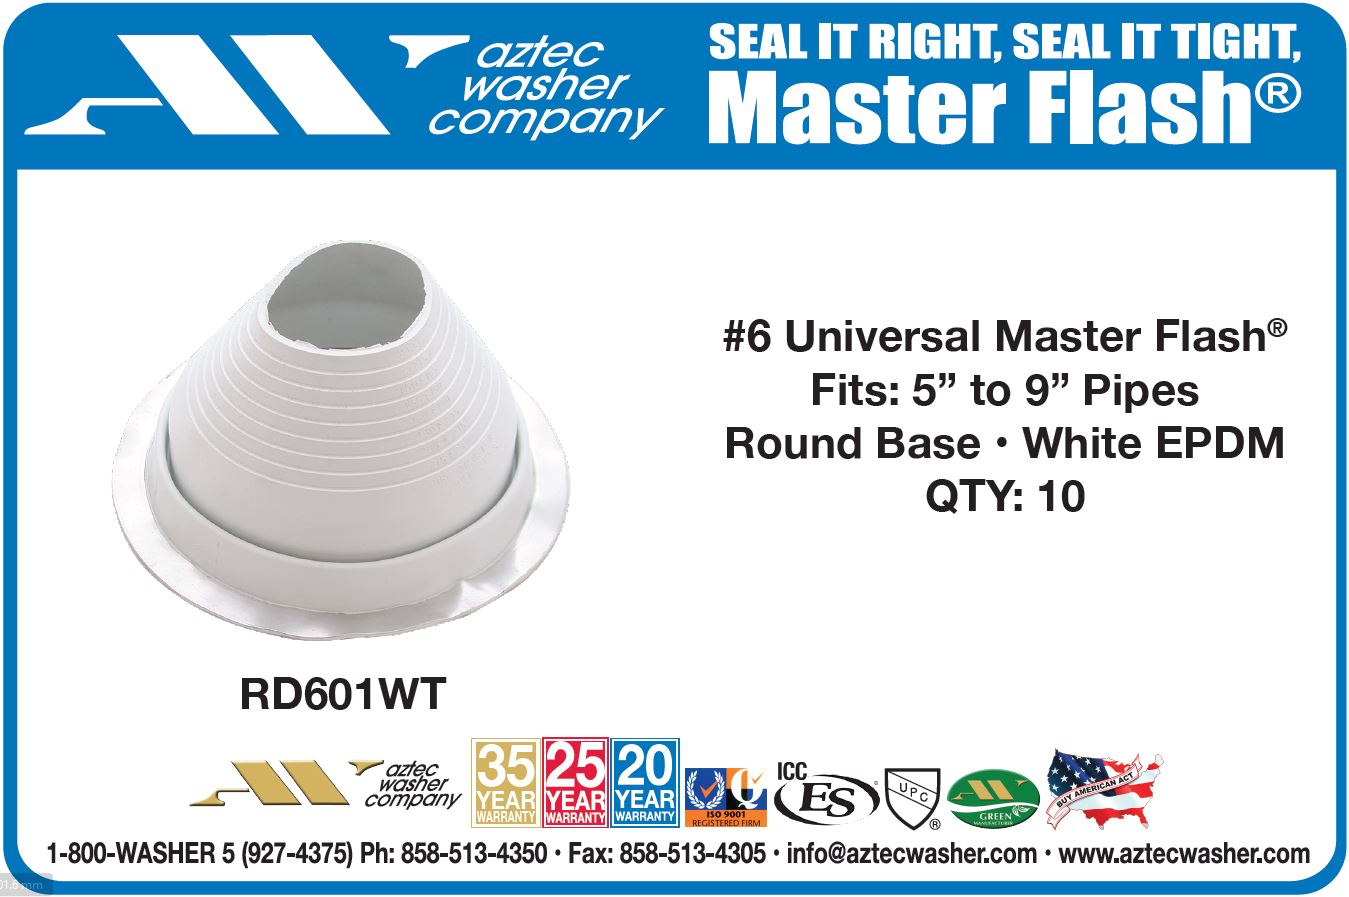 aztec
washer
company
SEAL IT RIGHT, SEAL IT TIGHT,
Master Flash®
#6 Universal Master Flash®
Fits: 5” to 9” Pipes
Round Base • White EPDM
QTY: 10
RD601WT
aztec
washer
company
35
YEAR
WARRANTY
25
YEAR
WARRANTY
20
YEAR
WARRANTY
Q
ISO 9001
REGISTERED FIRM
ICC
ES
UPC
®
GREEN
MANUFACTURER
BUY AMERICAN ACT
1-800-WASHER 5 (927-4375) Ph: 858-513-4350 • Fax: 858-513-4305 • info@aztecwasher.com • www.aztecwasher.com